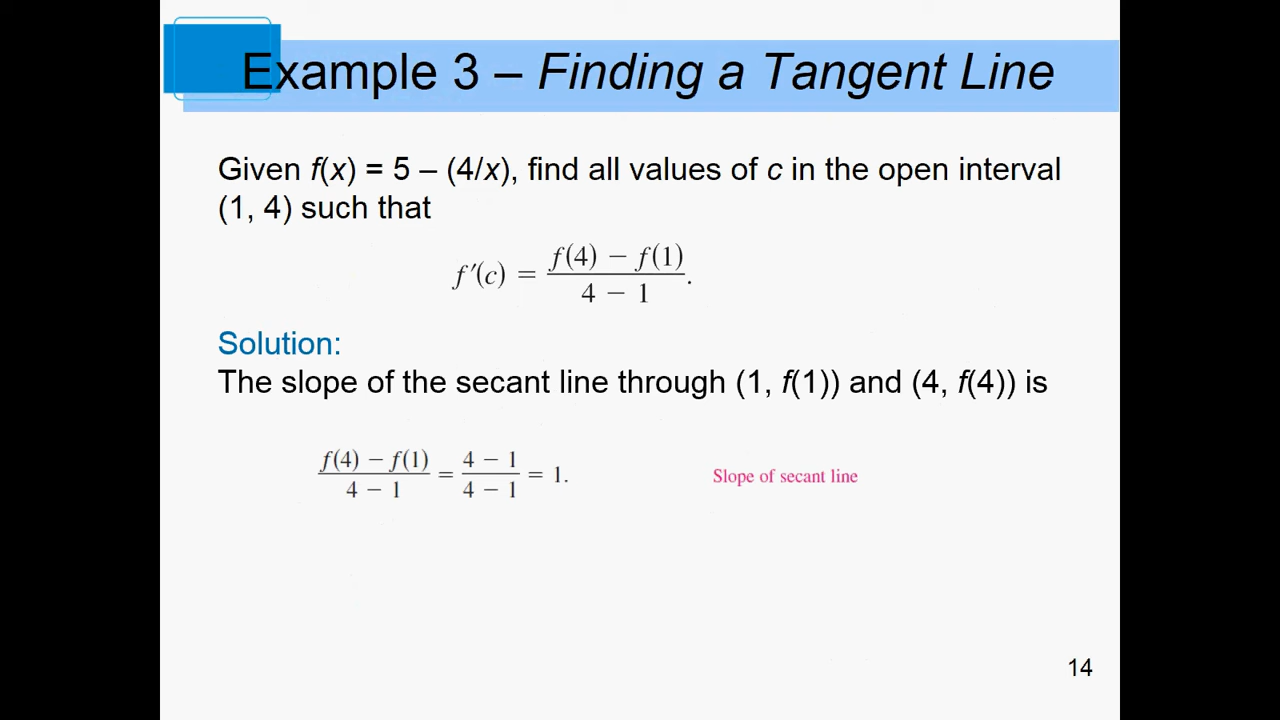 Example 3 – Finding a Tangent Line
Given f(x) = 5 – (4/x), find all values of c in the open interval
(1, 4) such that
f′(c) = f(4) − f(1) / 4 − 1.
Solution:
The slope of the secant line through (1, f(1)) and (4, f(4)) is
f(4) − f(1) / 4 − 1 = 4 − 1 / 4 − 1 = 1. Slope of secant line
14